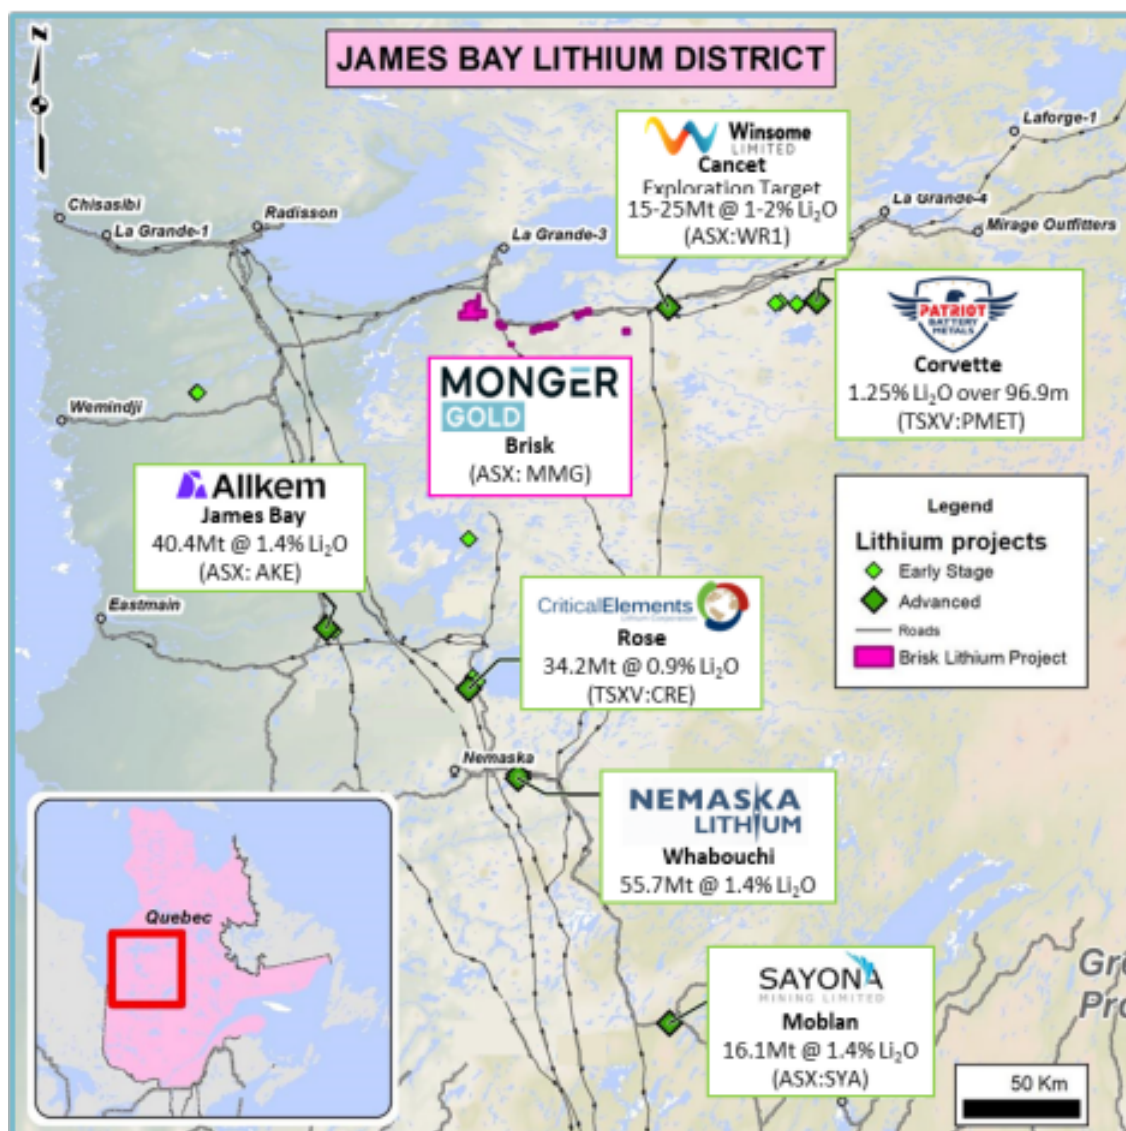 N
JAMES BAY LITHIUM DISTRICT
Winsome
LIMITED
Cancet
Exploration Target
15-25Mt @ 1-2% Li₂O
(ASX:WR1)
Laforge-1
La Grande-4
Mirage Outfitters
Chisasibi
La Grande-1
Radisson
La Grande-3
PATRIOT
BATTERY
METALS
Corvette
1.25% Li₂O over 96.9m
(TSXV:PMET)
MONGER
GOLD
Brisk
(ASX: MMG)
Wemindji
Allkem
James Bay
40.4Mt @ 1.4% Li₂O
(ASX: AKE)
Legend
Lithium projects
Early Stage
Advanced
Roads
Brisk Lithium Project
Eastmain
CriticalElements
Lithium Corporation
Rose
34.2Mt @ 0.9% Li₂O
(TSXV:CRE)
Nemaska
NEMASKA
LITHIUM
Whabouchi
55.7Mt @ 1.4% Li₂O
Quebec
SAYONA
MINING LIMITED
Moblan
16.1Mt @ 1.4% Li₂O
(ASX:SYA)
50 Km